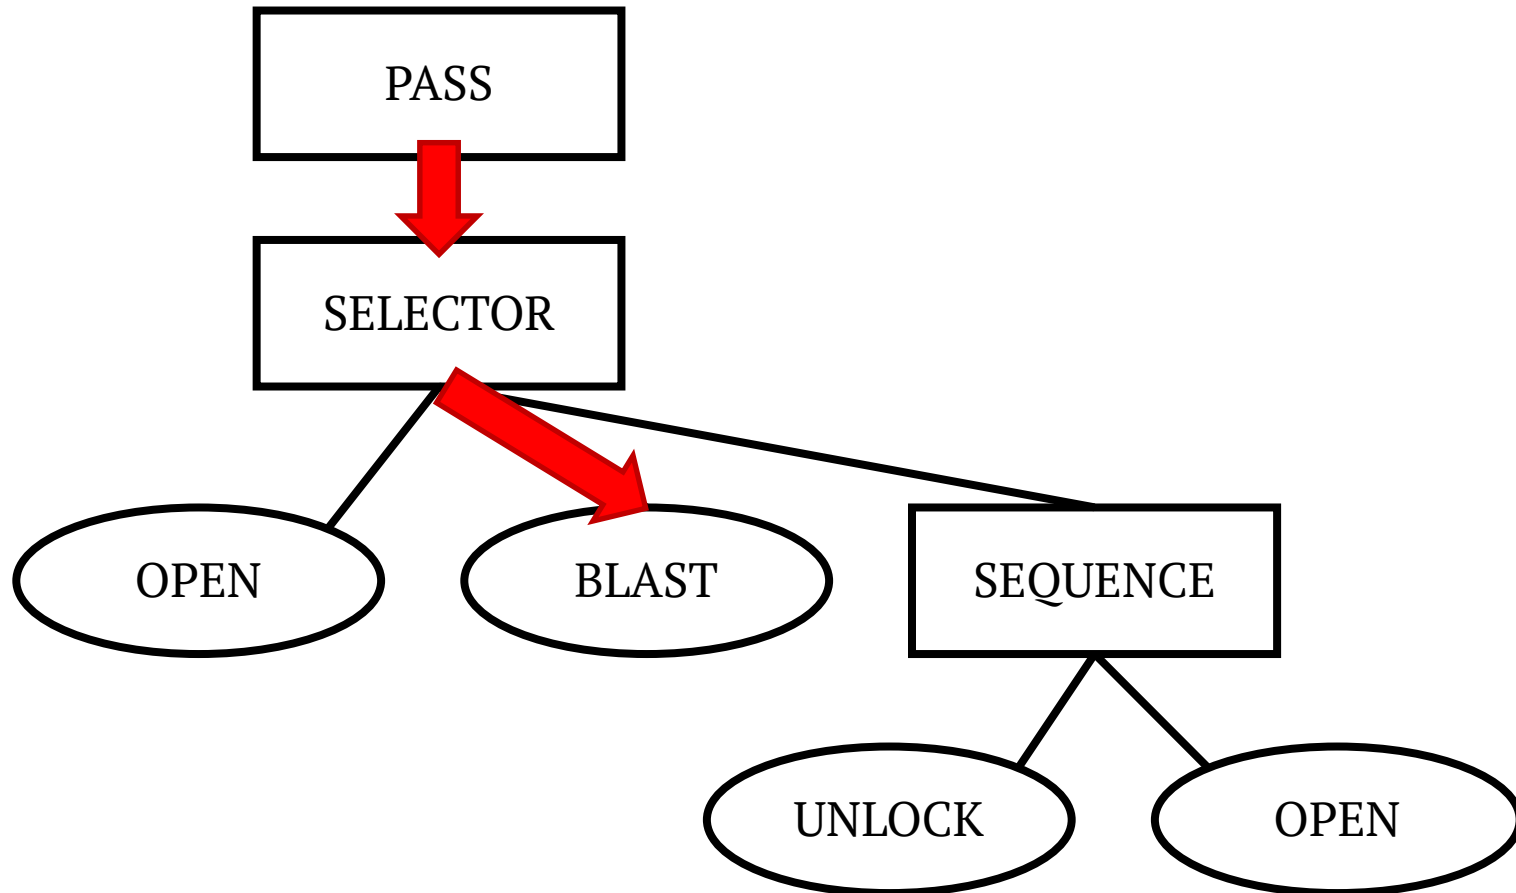 PASS
SELECTOR
OPEN
BLAST
SEQUENCE
UNLOCK
OPEN